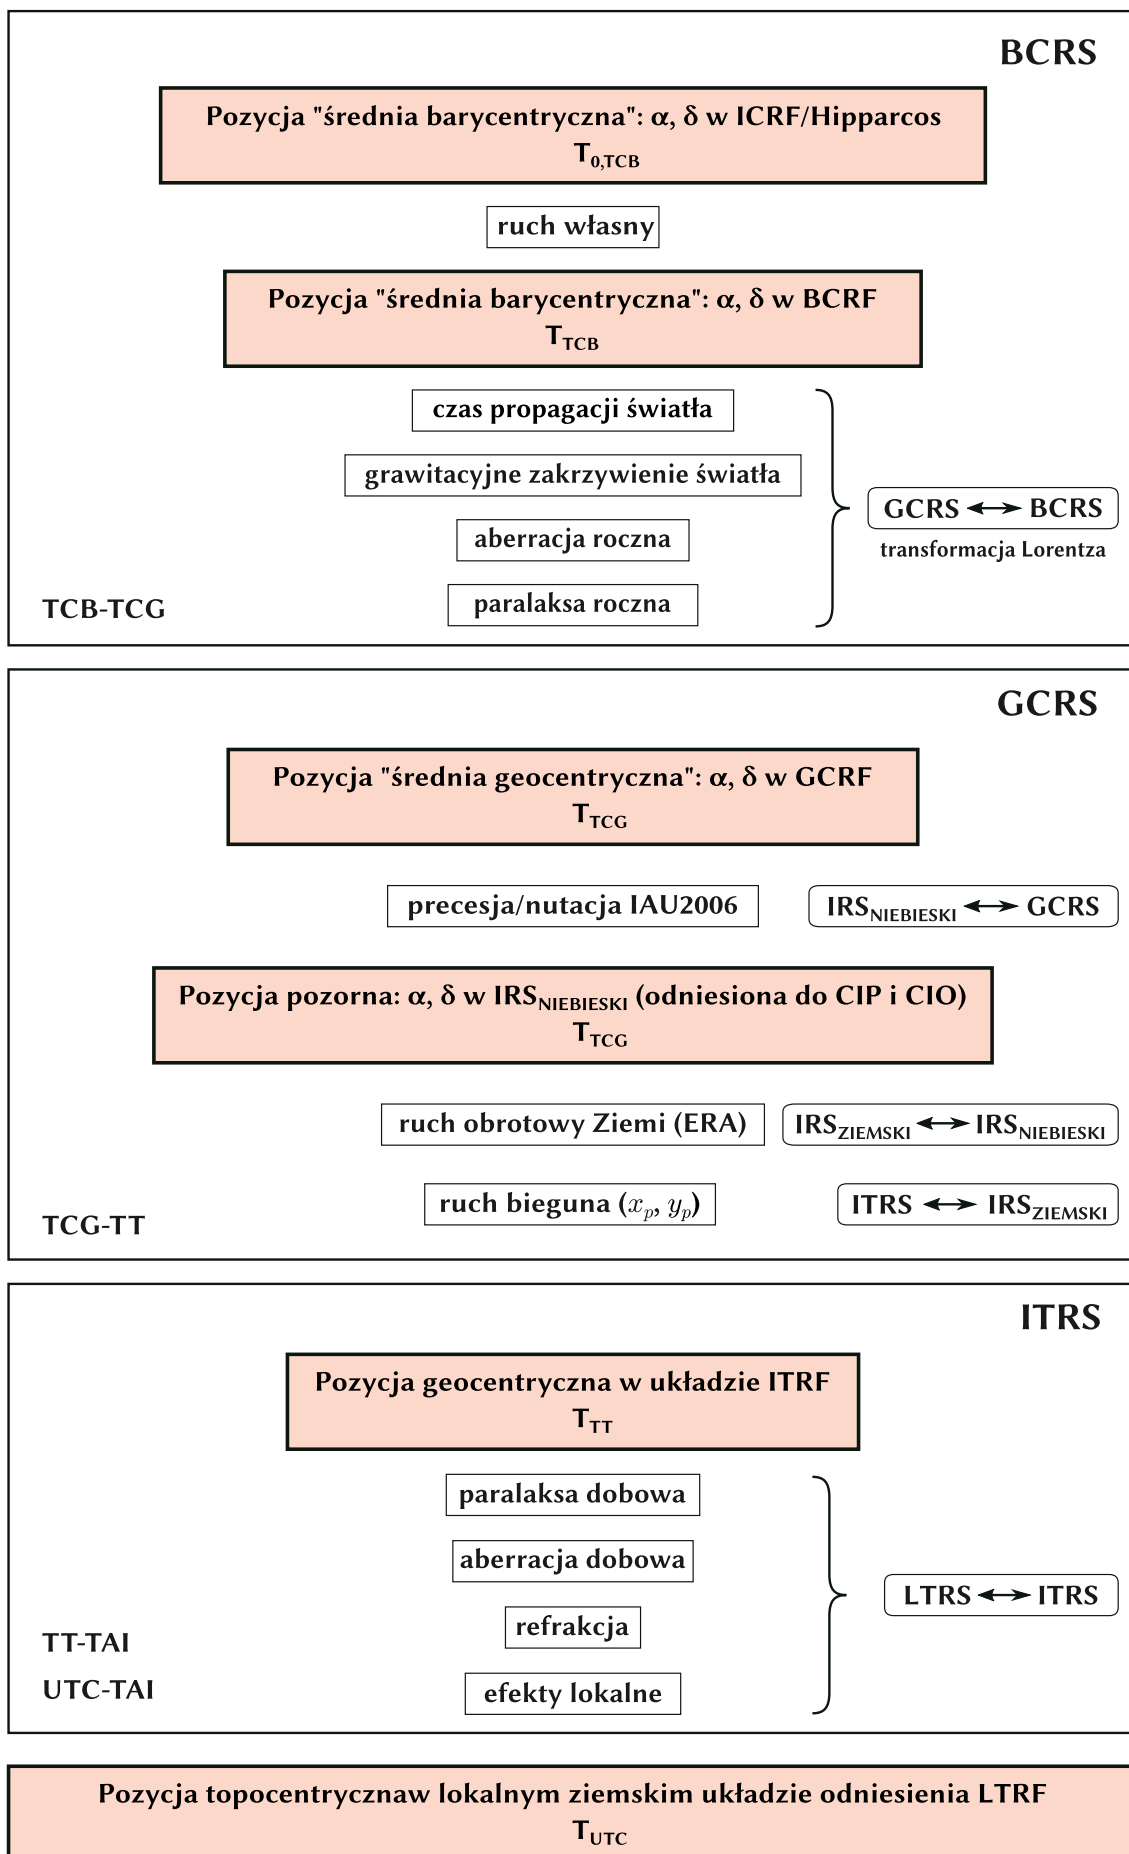 BCRS
Pozycja "średnia barycentryczna": α, δ w ICRF/Hipparcos
T0,TCB
ruch własny
Pozycja "średnia barycentryczna": α, δ w BCRF
TTCB
czas propagacji światła
grawitacyjne zakrzywienie światła
GCRS ↔ BCRS
aberracja roczna
transformacja Lorentza
paralaksa roczna
TCB-TCG
GCRS
Pozycja "średnia geocentryczna": α, δ w GCRF
TTCG
precesja/nutacja IAU2006
IRSNIEBIESKI ↔ GCRS
Pozycja pozorna: α, δ w IRSNIEBIESKI (odniesiona do CIP i CIO)
TTCG
ruch obrotowy Ziemi (ERA)
IRSZIEMSKI ↔ IRSNIEBIESKI
ruch bieguna (xp, yp)
ITRS ↔ IRSZIEMSKI
TCG-TT
ITRS
Pozycja geocentryczna w układzie ITRF
TTT
paralaksa dobowa
aberracja dobowa
LTRS ↔ ITRS
refrakcja
TT-TAI
efekty lokalne
UTC-TAI
Pozycja topocentrycznaw lokalnym ziemskim układzie odniesienia LTRF
TUTC